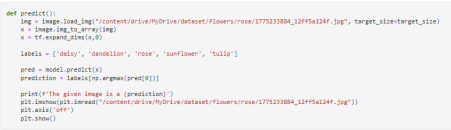 def predict():
img = image.load_img("/content/drive/MyDrive/dataset/flowers/rose/1775233884_12ff5a124f.jpg", target_size=target_size)
x = image.img_to_array(img)
x = tf.expand_dims(x,0)
labels = ['daisy', 'dandelion', 'rose', 'sunflower', 'tulip']
pred = model.predict(x)
prediction = labels[np.argmax(pred[0])]
print(f'The given image is a {prediction}')
plt.imshow(plt.imread("/content/drive/MyDrive/dataset/flowers/rose/1775233884_12ff5a124f.jpg"))
plt.axis('off')
plt.show()